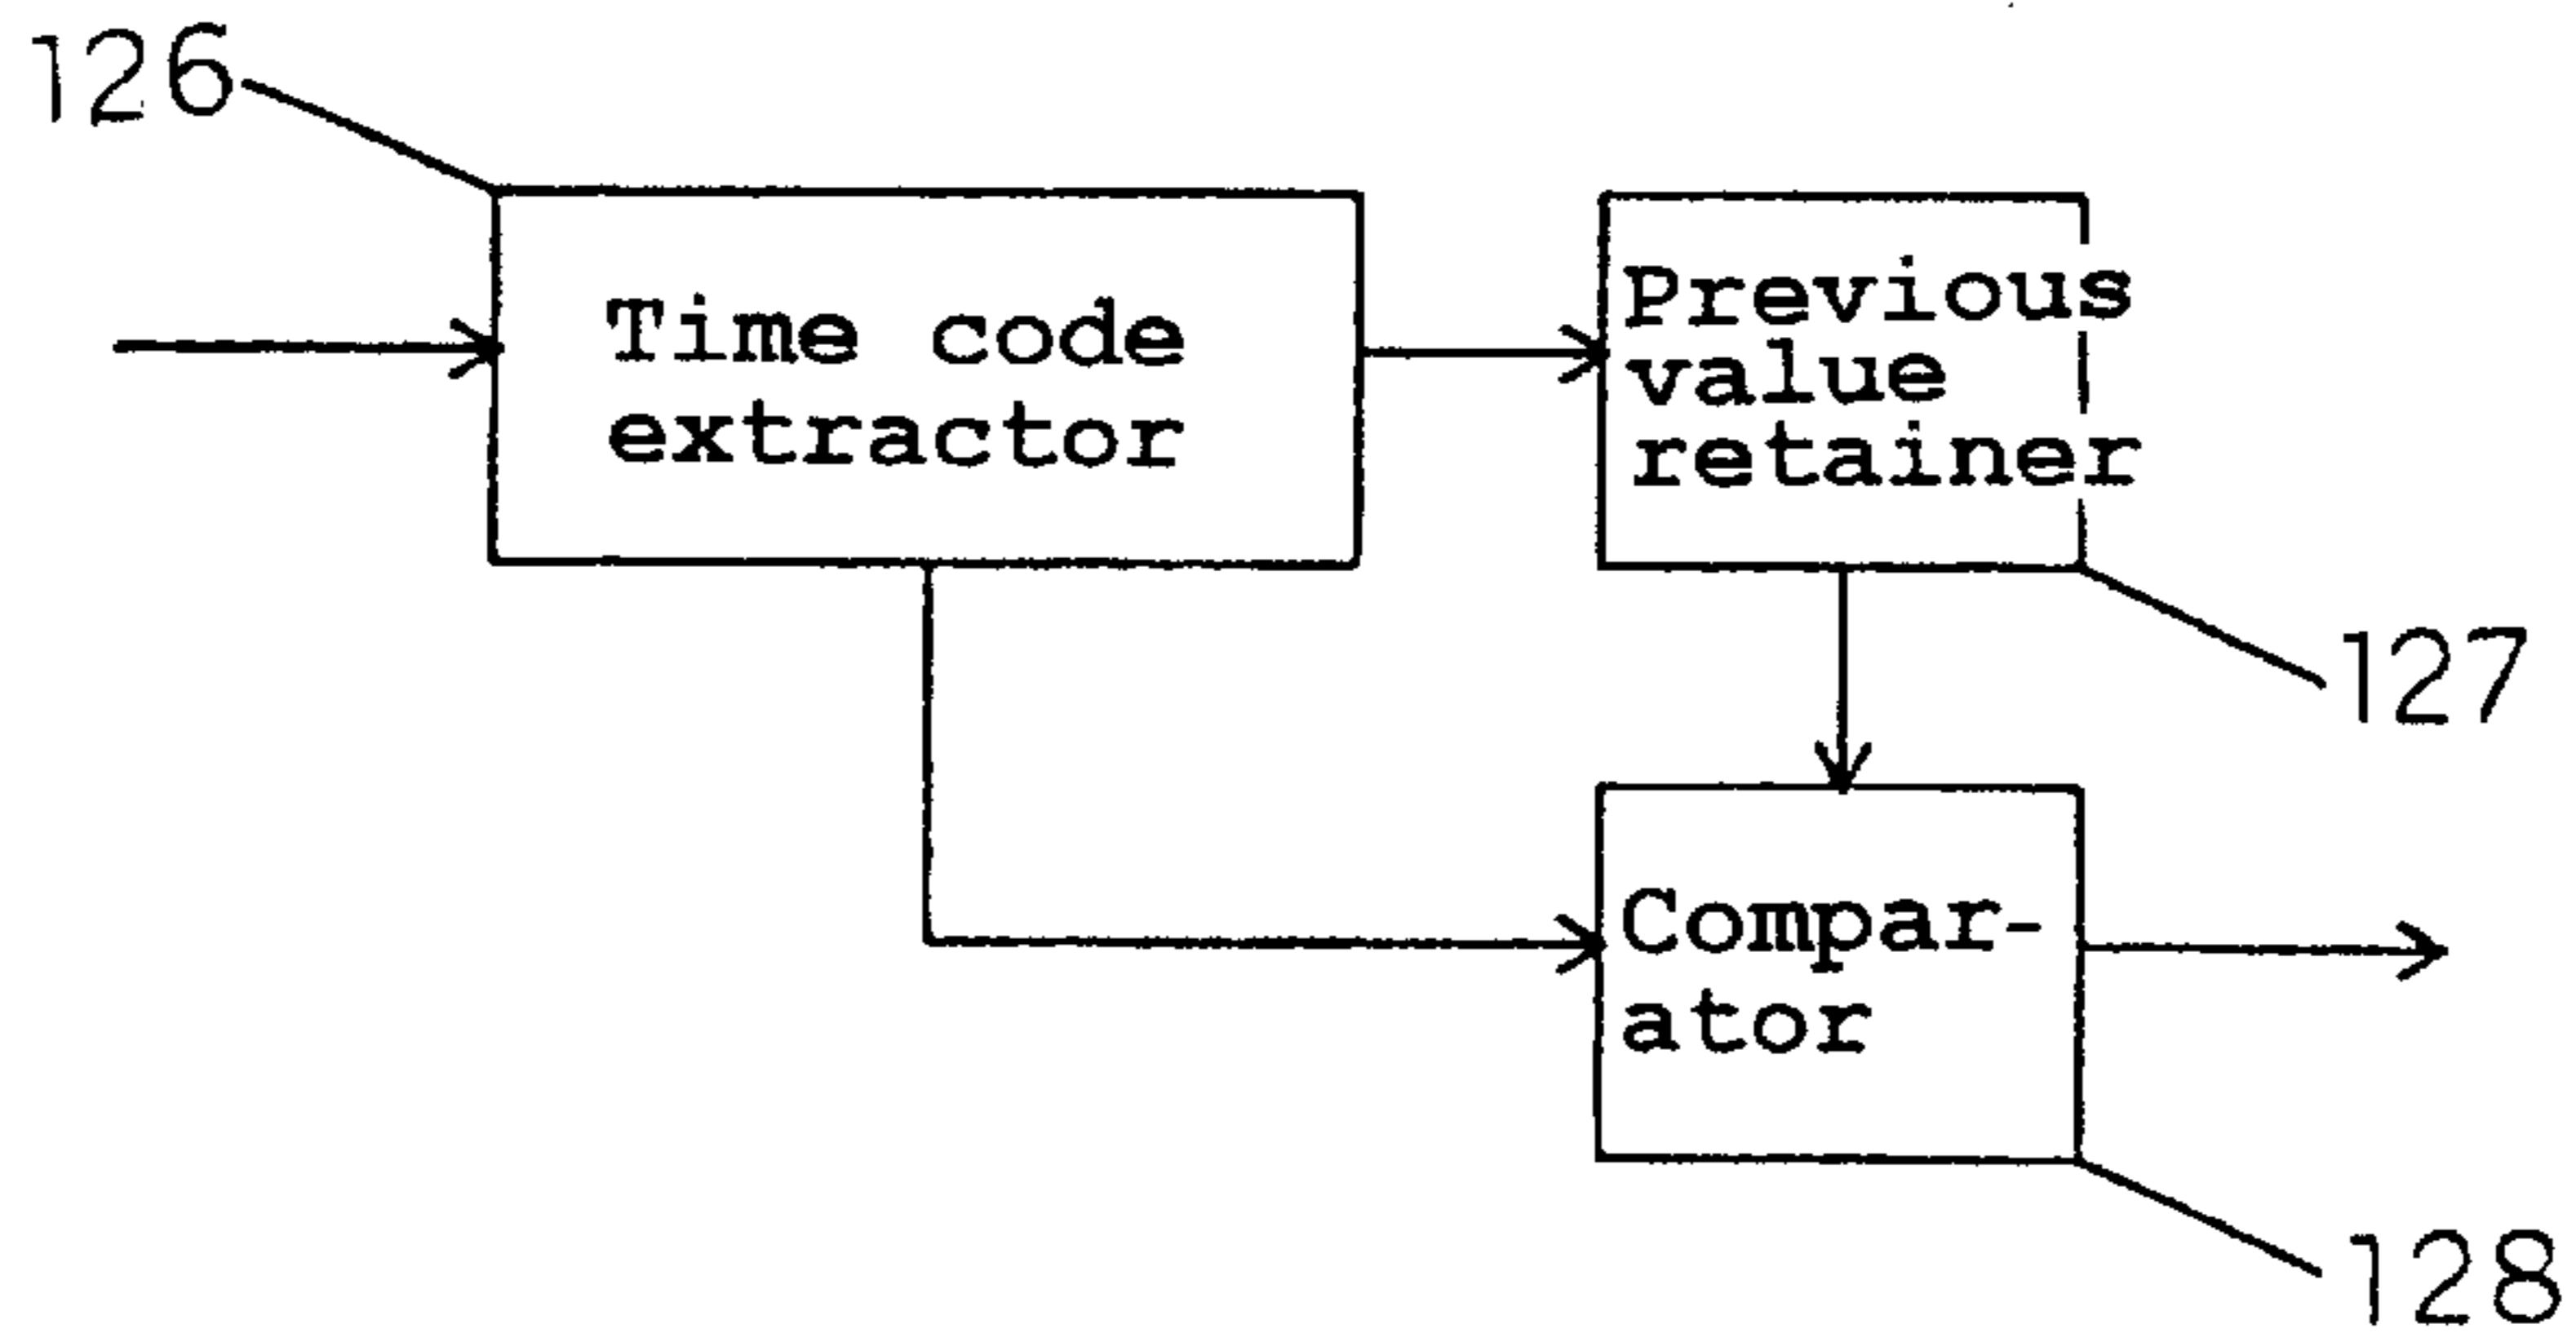 126
Time code
extractor
Previous
value
retainer
127
Compar-
ator
128